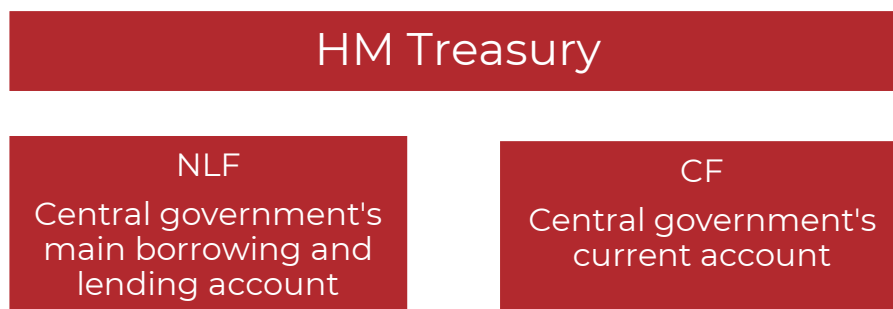 HM Treasury
NLF
Central government's
main borrowing and
lending account
CF
Central government's
current account